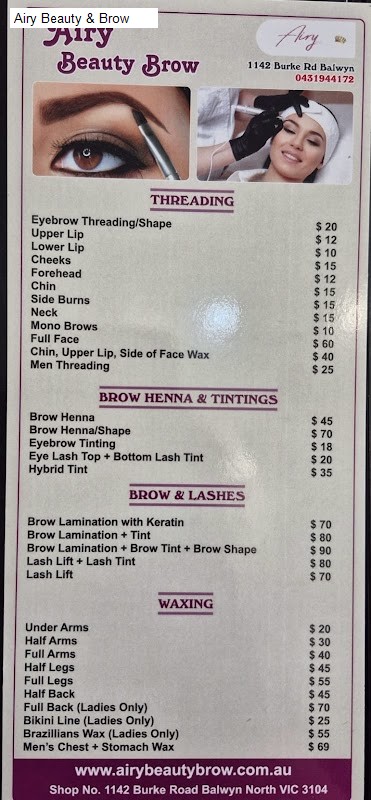 Airy Beauty & Brow
Airy
Beauty Brow
Airy
1142 Burke Rd Balwyn
0431944172
THREADING
Eyebrow Threading/Shape $ 20
Upper Lip $ 12
Lower Lip $ 10
Cheeks $ 15
Forehead $ 12
Chin $ 15
Side Burns $ 15
Neck $ 15
Mono Brows $ 10
Full Face $ 60
Chin, Upper Lip, Side of Face Wax $ 40
Men Threading $ 25
BROW HENNA & TINTINGS
Brow Henna $ 45
Brow Henna/Shape $ 70
Eyebrow Tinting $ 18
Eye Lash Top + Bottom Lash Tint $ 20
Hybrid Tint $ 35
BROW & LASHES
Brow Lamination with Keratin $ 70
Brow Lamination + Tint $ 80
Brow Lamination + Brow Tint + Brow Shape $ 90
Lash Lift + Lash Tint $ 80
Lash Lift $ 70
WAXING
Under Arms $ 20
Half Arms $ 30
Full Arms $ 40
Half Legs $ 45
Full Legs $ 55
Half Back $ 45
Full Back (Ladies Only) $ 70
Bikini Line (Ladies Only) $ 25
Brazillians Wax (Ladies Only) $ 55
Men's Chest + Stomach Wax $ 69
www.airybeautybrow.com.au
Shop No. 1142 Burke Road Balwyn North VIC 3104